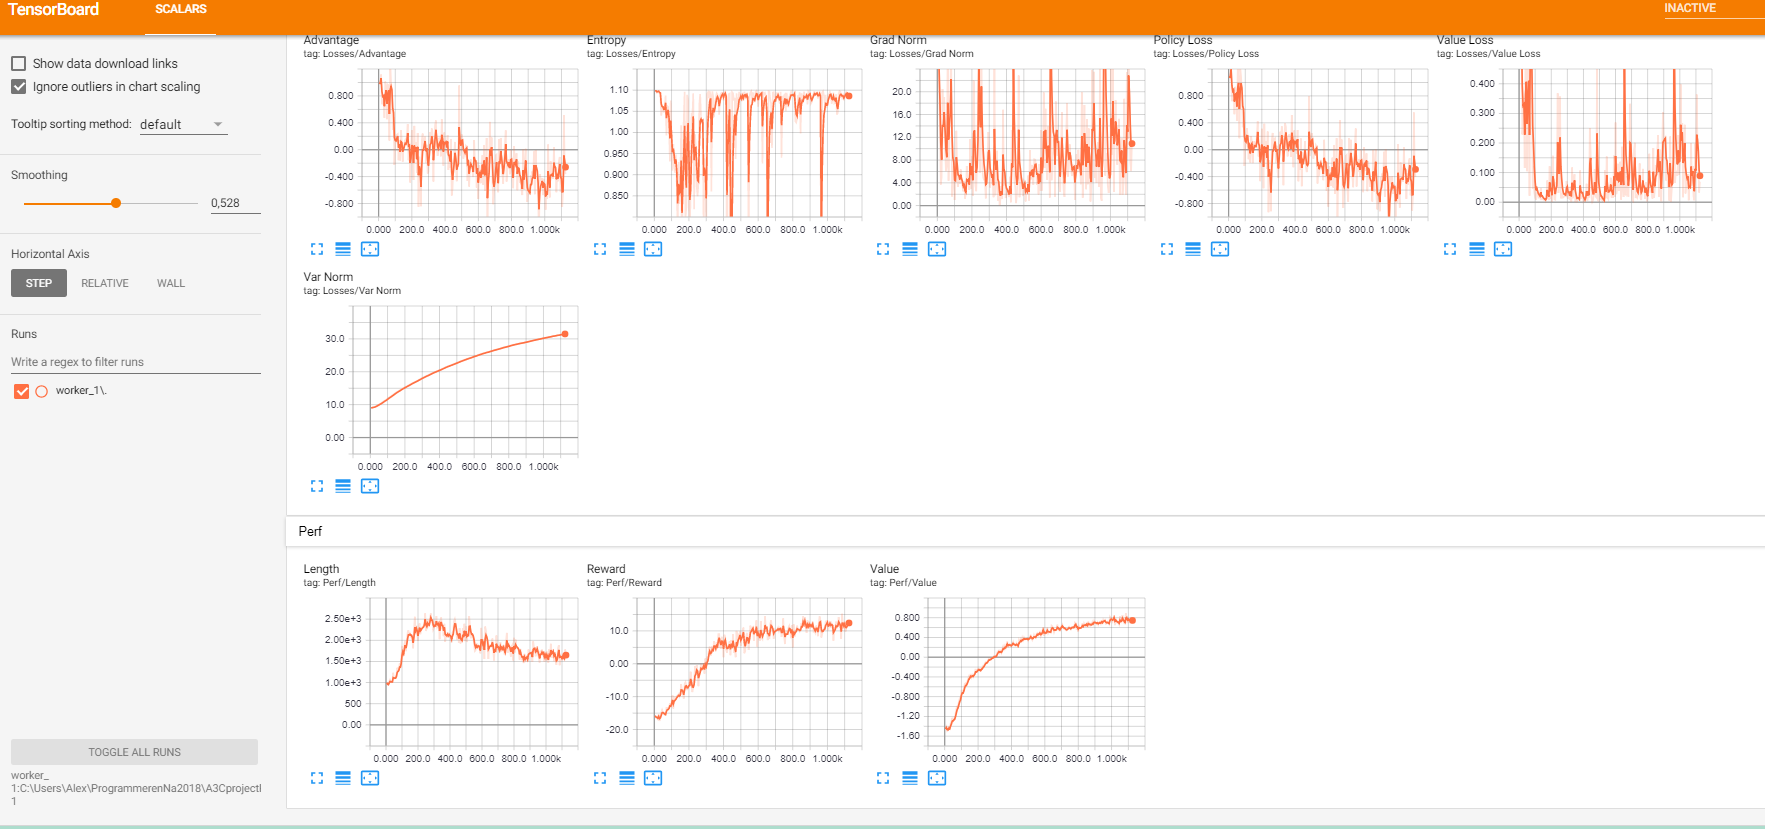 TensorBoard SCALARS INACTIVE
Show data download links
Ignore outliers in chart scaling
Tooltip sorting method: default
Smoothing
0,528
Horizontal Axis
STEP RELATIVE WALL
Runs
Write a regex to filter runs
worker_1\.
TOGGLE ALL RUNS
worker_
1:C:\Users\Alex\ProgrammerenNa2018\A3Cproject
1
Advantage
tag: Losses/Advantage
0.800
0.400
0.00
-0.400
-0.800
0.000 200.0 400.0 600.0 800.0 1.000k
Entropy
tag: Losses/Entropy
1.10
1.05
1.00
0.950
0.900
0.850
0.000 200.0 400.0 600.0 800.0 1.000k
Grad Norm
tag: Losses/Grad Norm
20.0
16.0
12.0
8.00
4.00
0.00
0.000 200.0 400.0 600.0 800.0 1.000k
Policy Loss
tag: Losses/Policy Loss
0.800
0.400
0.00
-0.400
-0.800
0.000 200.0 400.0 600.0 800.0 1.000k
Value Loss
tag: Losses/Value Loss
0.400
0.300
0.200
0.100
0.00
0.000 200.0 400.0 600.0 800.0 1.000k
Var Norm
tag: Losses/Var Norm
30.0
20.0
10.0
0.00
0.000 200.0 400.0 600.0 800.0 1.000k
Perf
Length
tag: Perf/Length
2.50e+3
2.00e+3
1.50e+3
1.00e+3
500
0.00
0.000 200.0 400.0 600.0 800.0 1.000k
Reward
tag: Perf/Reward
10.0
0.00
-10.0
-20.0
0.000 200.0 400.0 600.0 800.0 1.000k
Value
tag: Perf/Value
0.800
0.400
0.00
-0.400
-0.800
-1.20
-1.60
0.000 200.0 400.0 600.0 800.0 1.000k